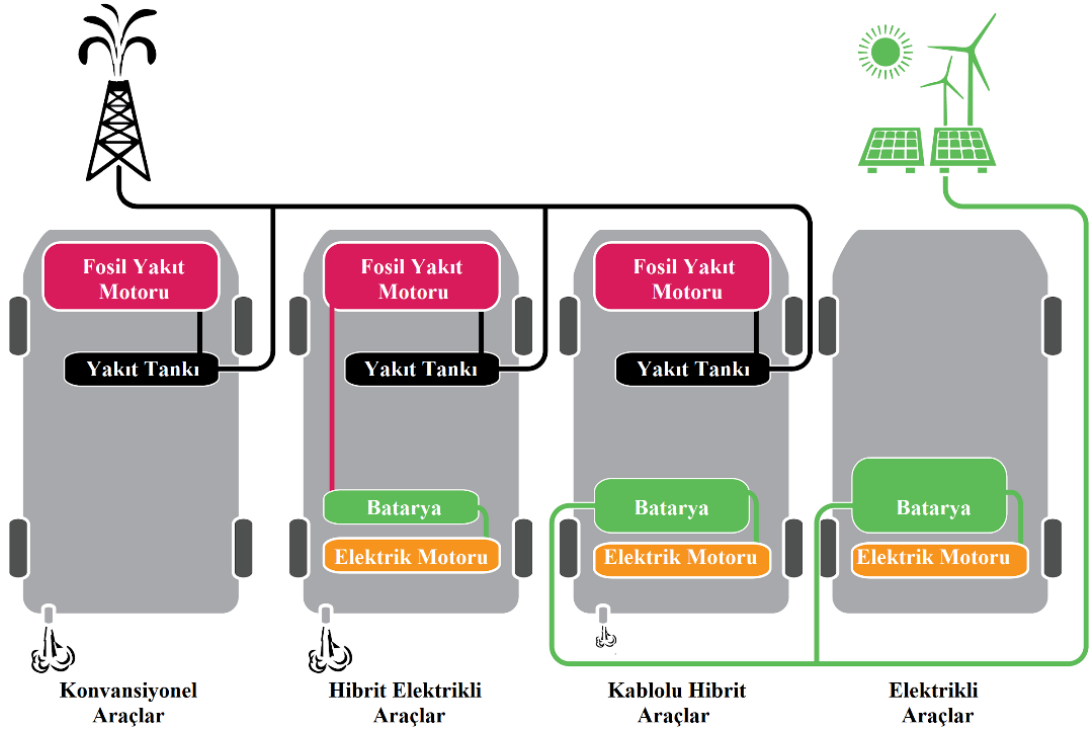 Fosil Yakıt
Motoru
Yakıt Tankı
Konvansiyonel
Araçlar
Fosil Yakıt
Motoru
Yakıt Tankı
Batarya
Elektrik Motoru
Hibrit Elektrikli
Araçlar
Fosil Yakıt
Motoru
Yakıt Tankı
Batarya
Elektrik Motoru
Kablolu Hibrit
Araçlar
Batarya
Elektrik Motoru
Elektrikli
Araçlar